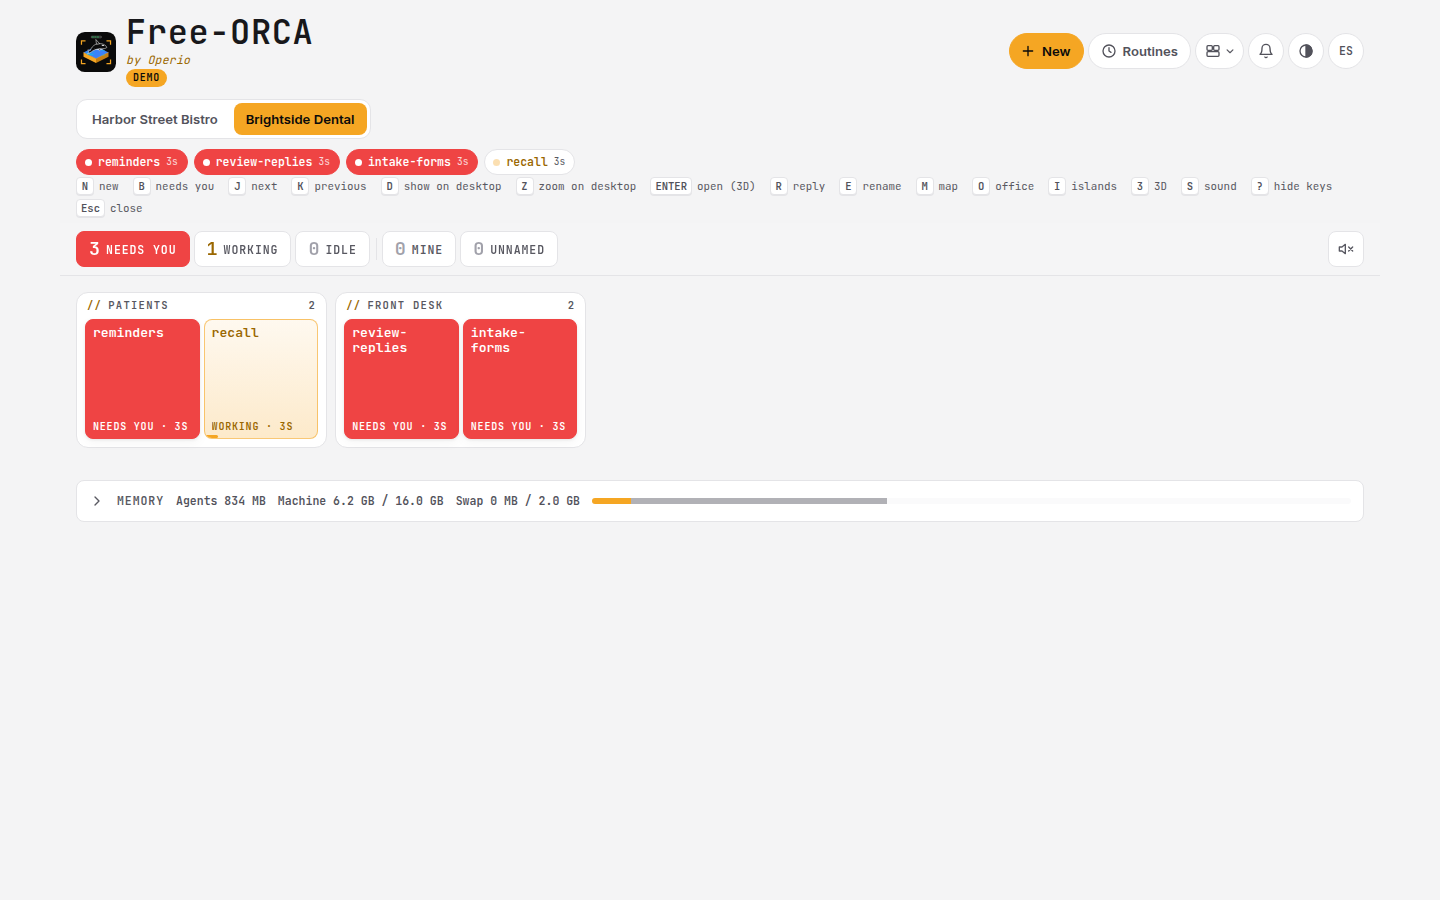 Free-ORCA
by Operio
DEMO
New
Routines
ES
Harbor Street Bistro
Brightside Dental
reminders 3s
review-replies 3s
intake-forms 3s
recall 3s
N new B needs you J next K previous D show on desktop Z zoom on desktop ENTER open (3D) R reply E rename M map O office I islands 3 3D S sound ? hide keys
Esc close
3 NEEDS YOU
1 WORKING
0 IDLE
0 MINE
0 UNNAMED
// PATIENTS 2
reminders
NEEDS YOU · 3S
recall
WORKING · 3S
// FRONT DESK 2
review-
replies
NEEDS YOU · 3S
intake-
forms
NEEDS YOU · 3S
MEMORY Agents 834 MB Machine 6.2 GB / 16.0 GB Swap 0 MB / 2.0 GB